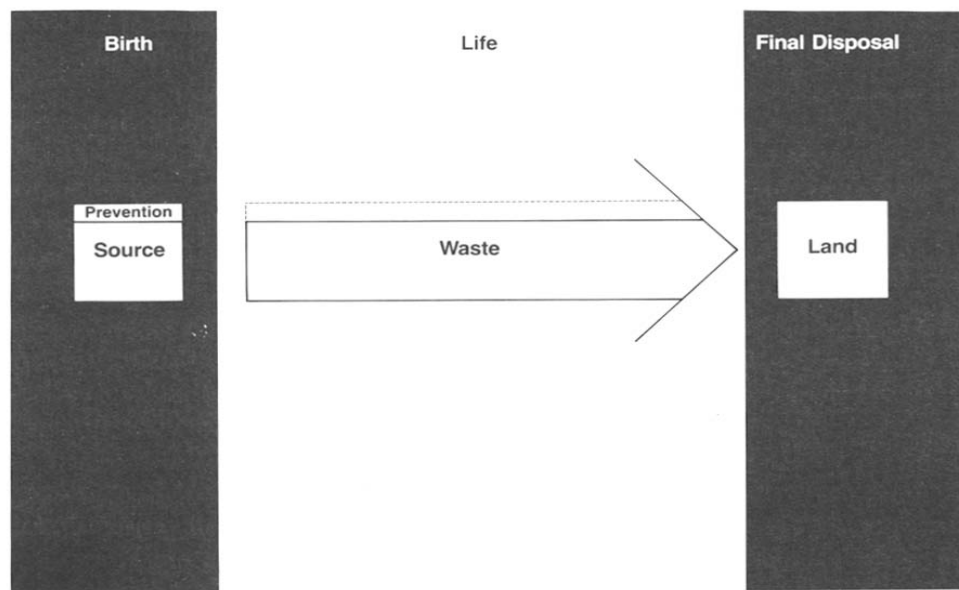 Birth
Life
Final Disposal
Prevention
Source
Waste
Land